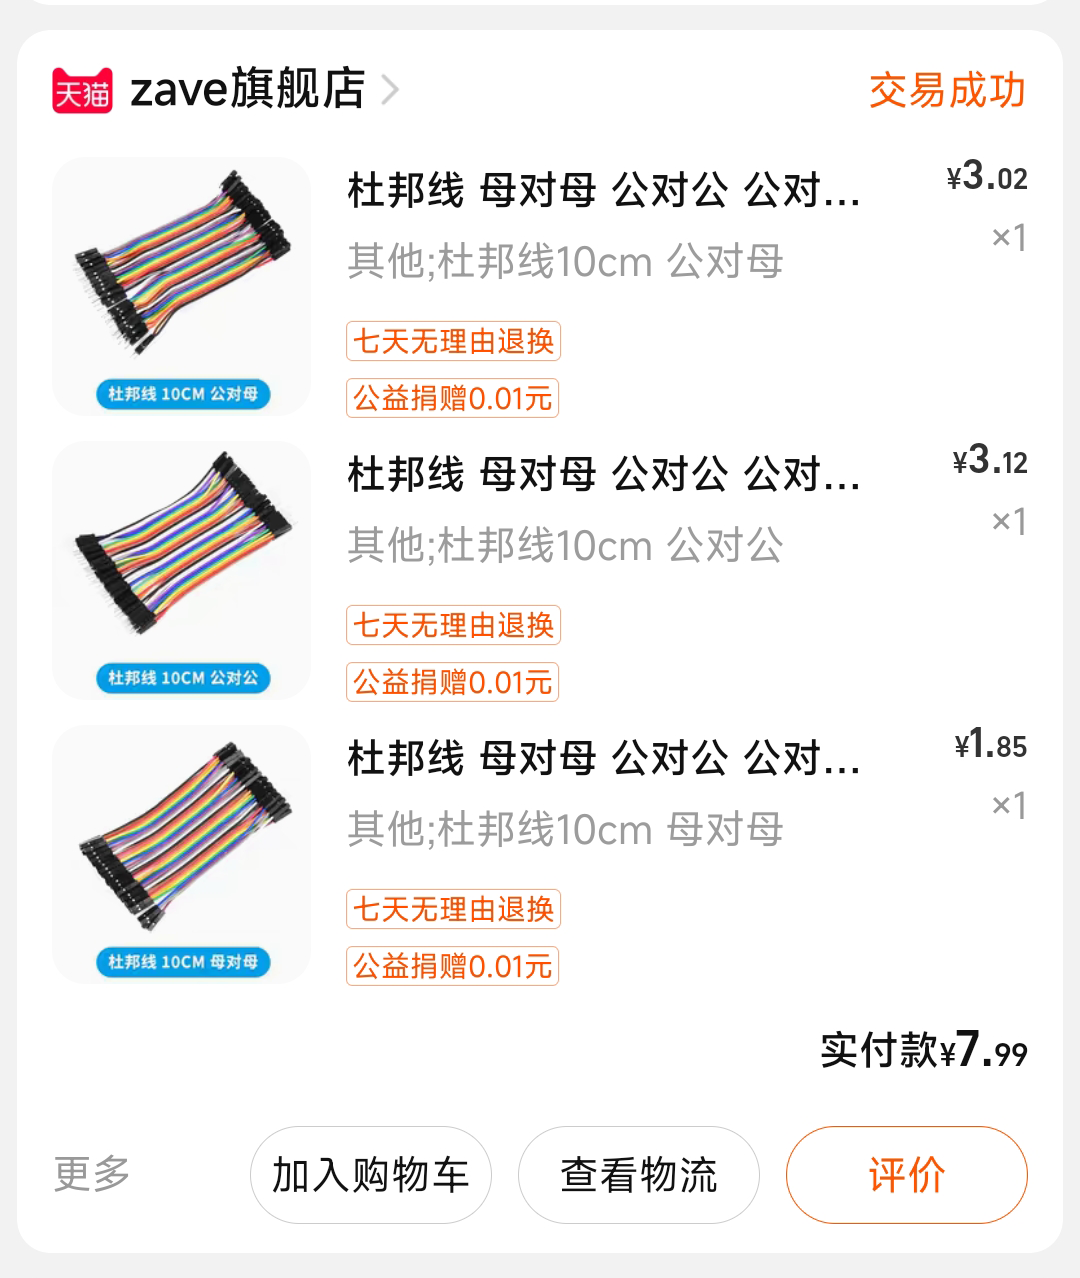 天猫 zave旗舰店 交易成功
杜邦线 母对母 公对公 公对... ¥3.02
其他;杜邦线10cm 公对母 ×1
七天无理由退换
公益捐赠0.01元
杜邦线 10CM 公对母
杜邦线 母对母 公对公 公对... ¥3.12
其他;杜邦线10cm 公对公 ×1
七天无理由退换
公益捐赠0.01元
杜邦线 10CM 公对公
杜邦线 母对母 公对公 公对... ¥1.85
其他;杜邦线10cm 母对母 ×1
七天无理由退换
公益捐赠0.01元
杜邦线 10CM 母对母
实付款¥7.99
更多 加入购物车 查看物流 评价